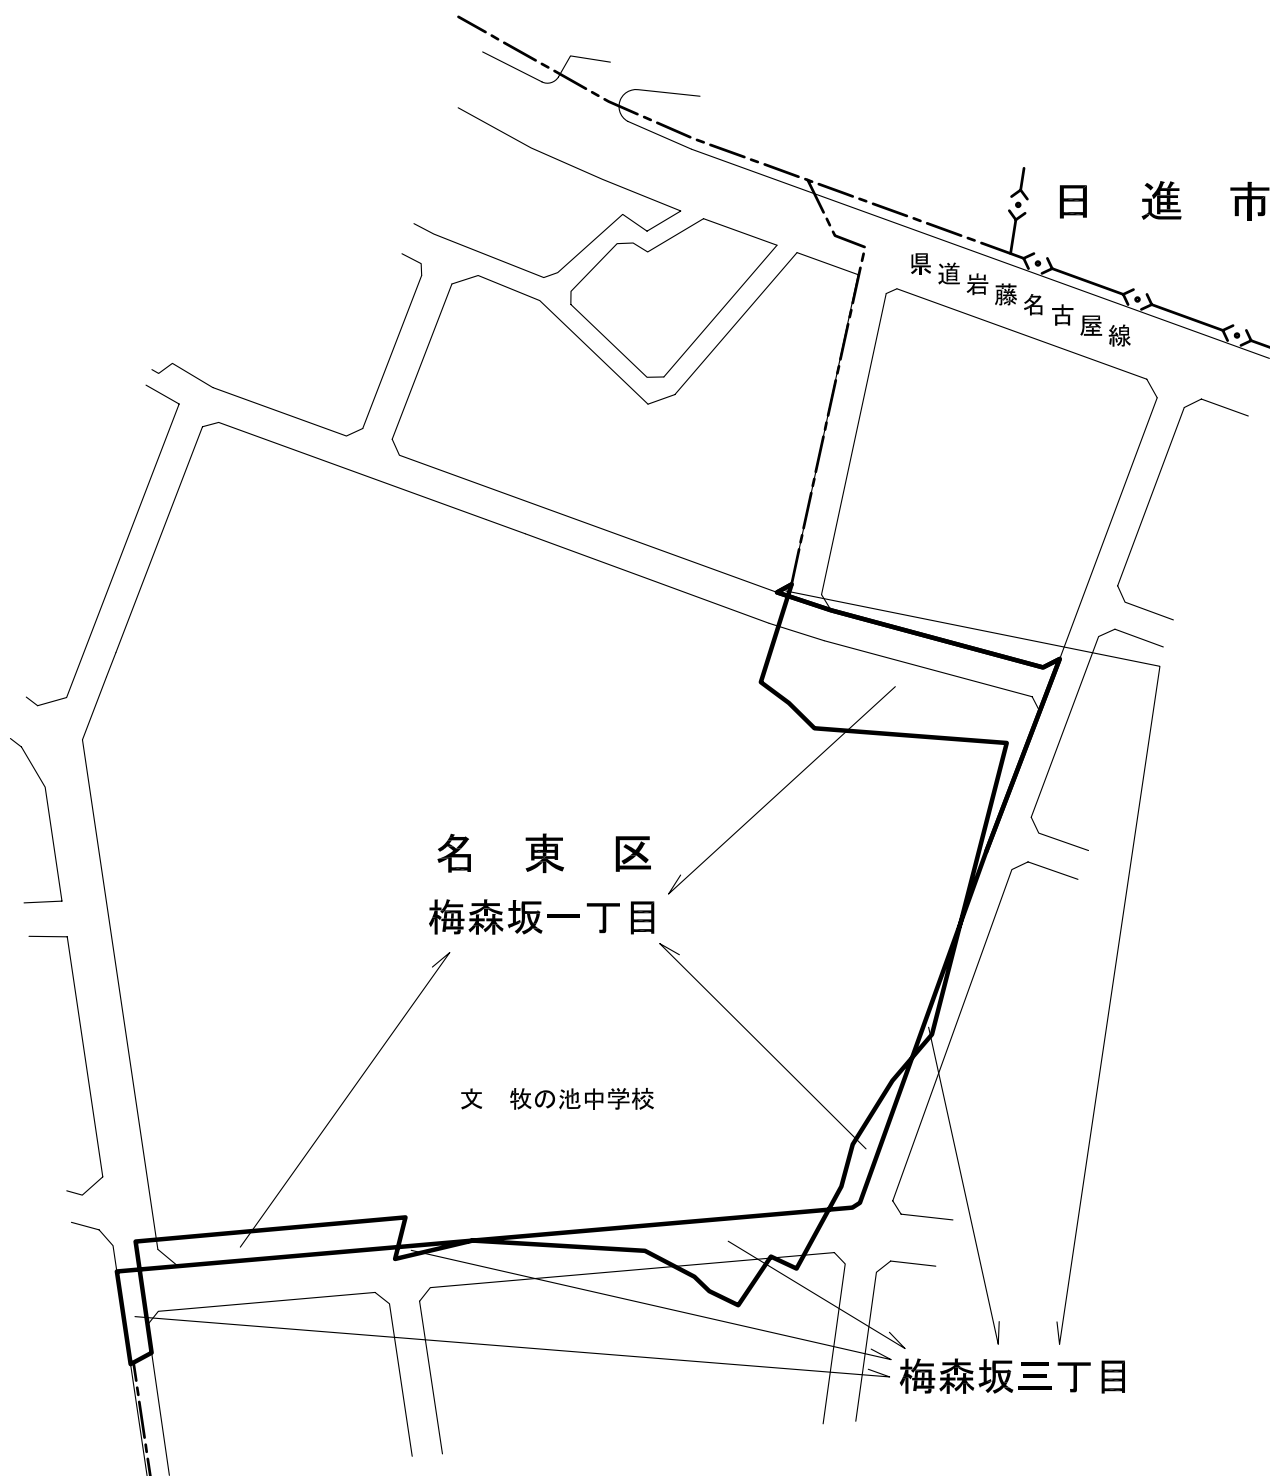 日進市
県道岩藤名古屋線
名東区
梅森坂一丁目
文 牧の池中学校
梅森坂三丁目